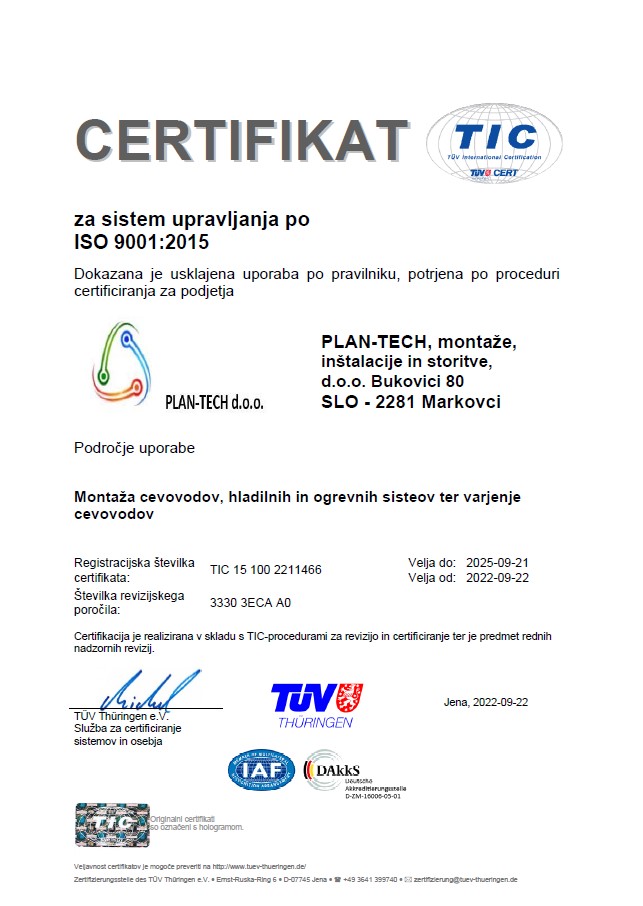 CERTIFIKAT
TIC
TÜV International Certification
TÜV CERT
za sistem upravljanja po
ISO 9001:2015
Dokazana je usklajena uporaba po pravilniku, potrjena po proceduri
certificiranja za podjetja
PLAN-TECH d.o.o.
PLAN-TECH, montaže,
inštalacije in storitve,
d.o.o. Bukovici 80
SLO - 2281 Markovci
Področje uporabe
Montaža cevovodov, hladilnih in ogrevnih sisteov ter varjenje
cevovodov
Registracijska številka
certifikata:
TIC 15 100 2211466
Velja do: 2025-09-21
Velja od: 2022-09-22
Številka revizijskega
poročila:
3330 3ECA A0
Certifikacija je realizirana v skladu s TIC-procedurami za revizijo in certificiranje ter je predmet rednih
nadzornih revizij.
TÜV Thüringen e.V.
Služba za certificiranje
sistemov in osebja
TÜV
THÜRINGEN
Jena, 2022-09-22
IAF
DAkkS
Deutsche
Akkreditierungsstelle
D-ZM-16006-05-01
TIC
Originalni certifikati
so označeni s hologramom.
Veljavnost certifikatov je mogoče preveriti na http://www.tuev-thueringen.de/
Zertifizierungsstelle des TÜV Thüringen e.V. • Ernst-Ruska-Ring 6 • D-07745 Jena • ☎ +49 3641 399740 • ✉ zertifizierung@tuev-thueringen.de